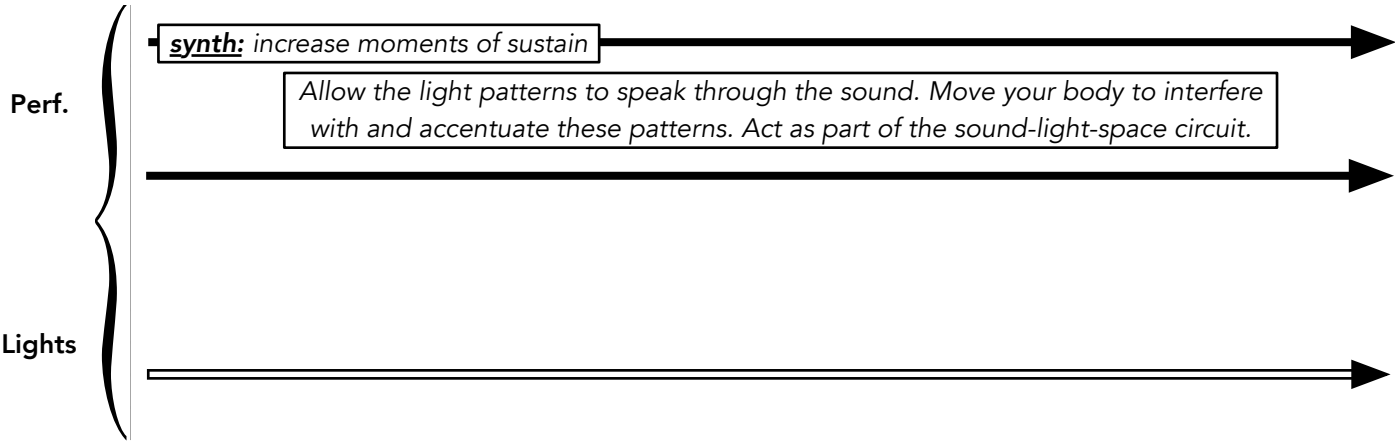 synth: increase moments of sustain
Perf.
Allow the light patterns to speak through the sound. Move your body to interfere
with and accentuate these patterns. Act as part of the sound-light-space circuit.
Lights